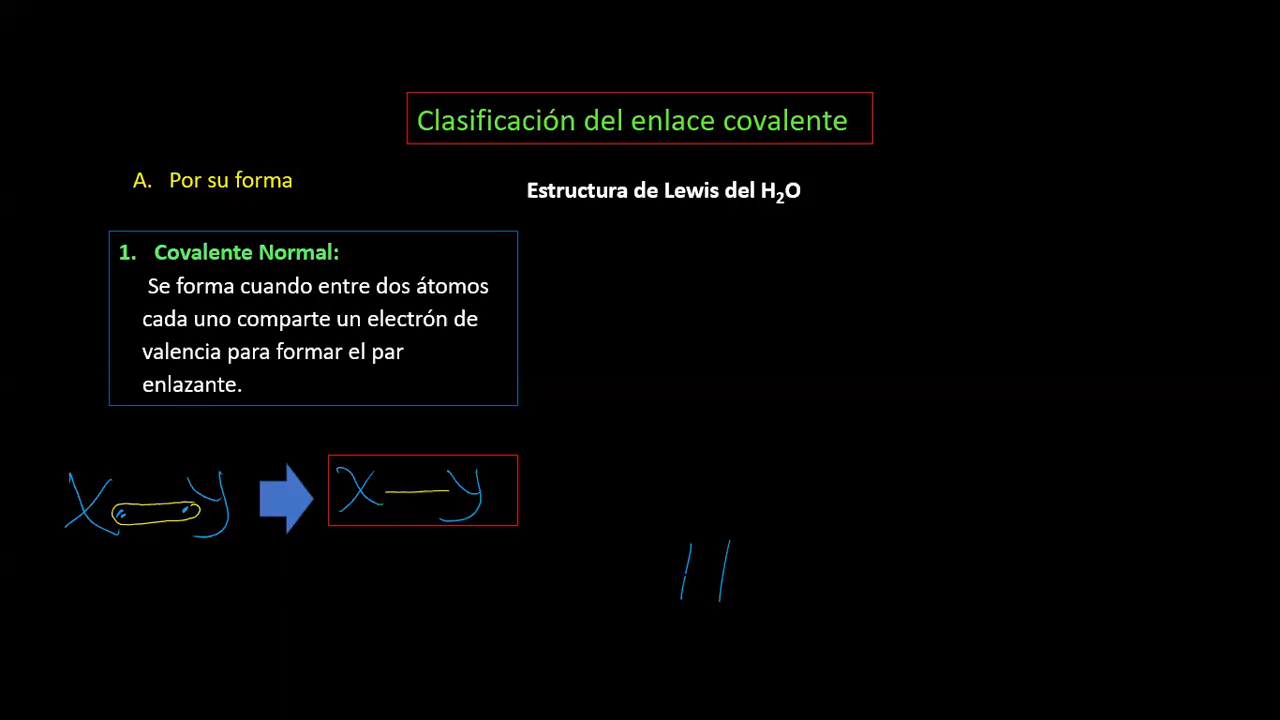 Clasificación del enlace covalente
A. Por su forma
Estructura de Lewis del H₂O
1. Covalente Normal:
Se forma cuando entre dos átomos
cada uno comparte un electrón de
valencia para formar el par
enlazante.
X Y
X — Y